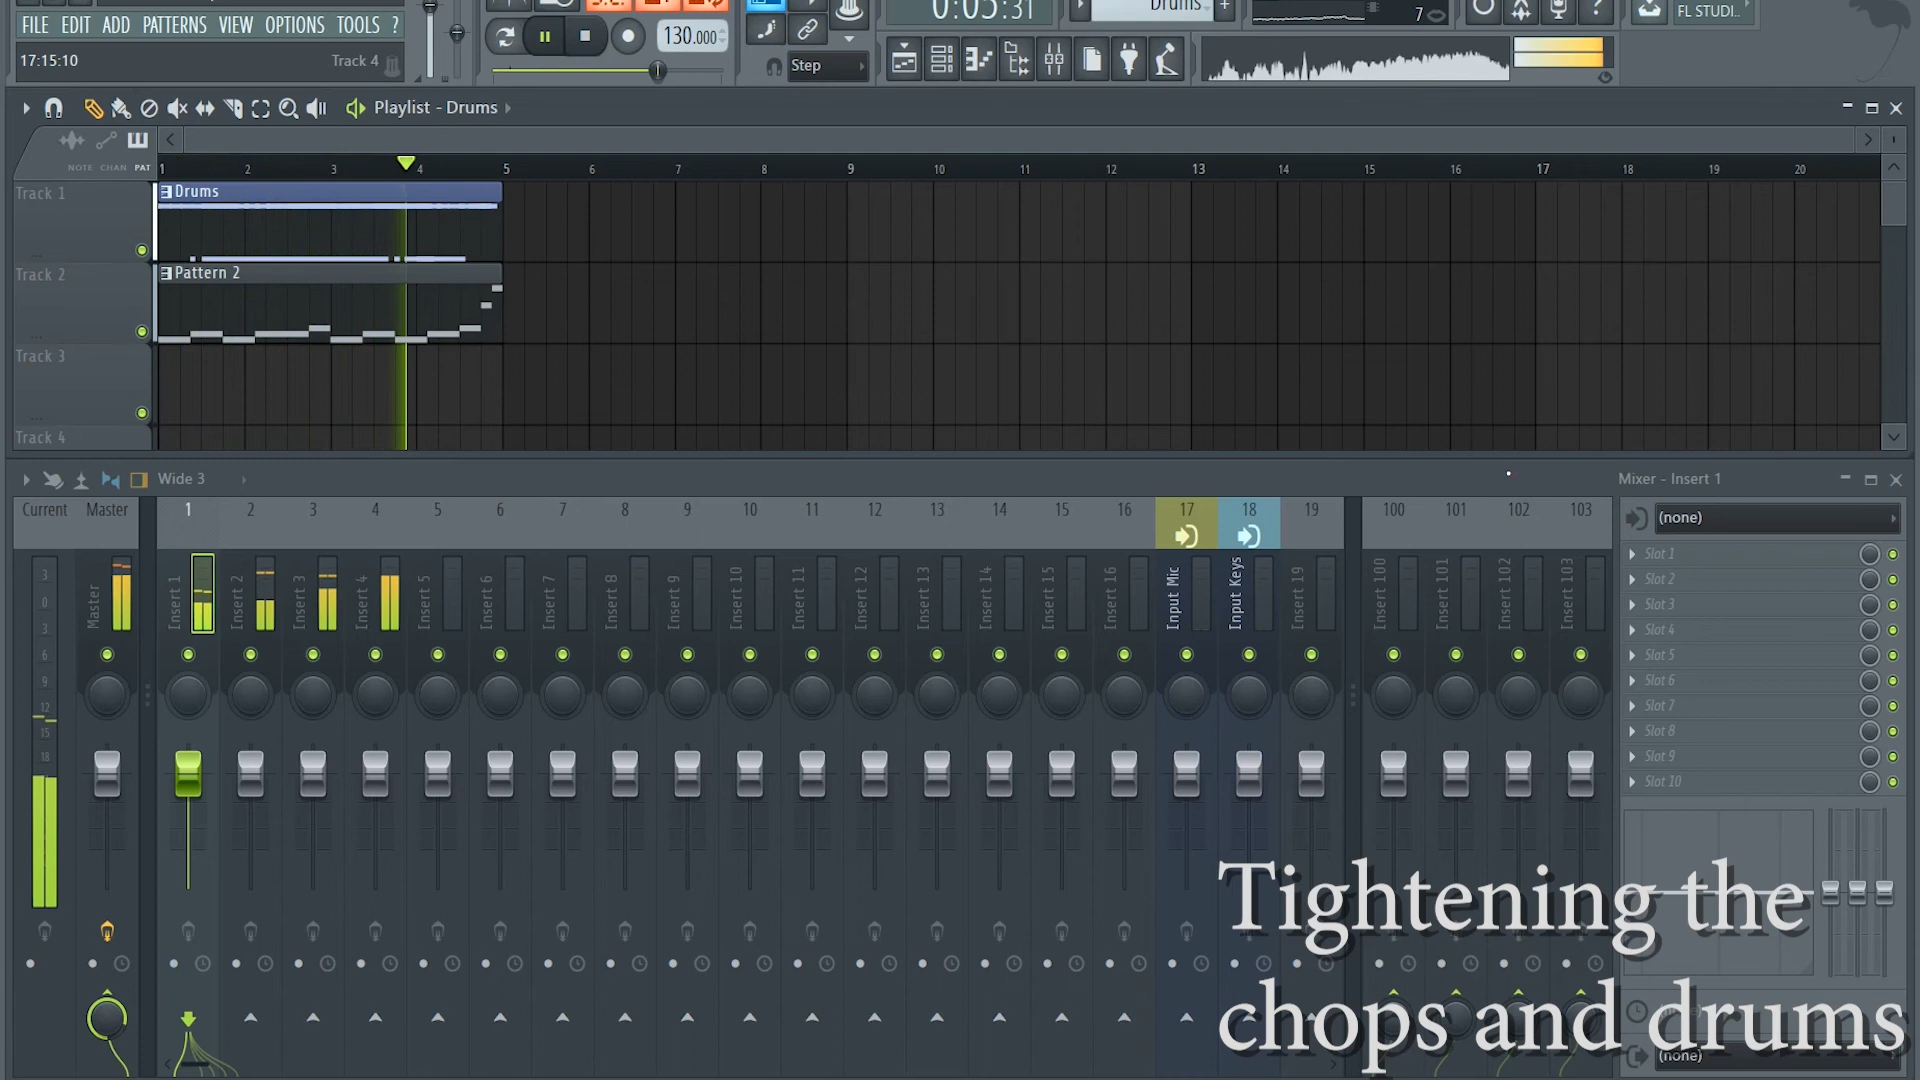 0:05:31
Drums
7
FL STUDI..
FILE EDIT ADD PATTERNS VIEW OPTIONS TOOLS ?
130.000
17:15:10
Track 4
Step
Playlist - Drums
NOTE CHAN PAT
1 2 3 4 5 6 7 8 9 10 11 12 13 14 15 16 17 18 19 20
Track 1
Drums
Track 2
Pattern 2
Track 3
Track 4
Wide 3
Mixer - Insert 1
Current Master 1 2 3 4 5 6 7 8 9 10 11 12 13 14 15 16 17 18 19 100 101 102 103
(none)
Master Insert 1 Insert 2 Insert 3 Insert 4 Insert 5 Insert 6 Insert 7 Insert 8 Insert 9 Insert 10 Insert 11 Insert 12 Insert 13 Insert 14 Insert 15 Insert 16 Input Mic Input Keys Insert 19 Insert 100 Insert 101 Insert 102 Insert 103
3
0
3
6
9
12
15
18
Slot 1
Slot 2
Slot 3
Slot 4
Slot 5
Slot 6
Slot 7
Slot 8
Slot 9
Slot 10
Tightening the
chops and drums
(none)